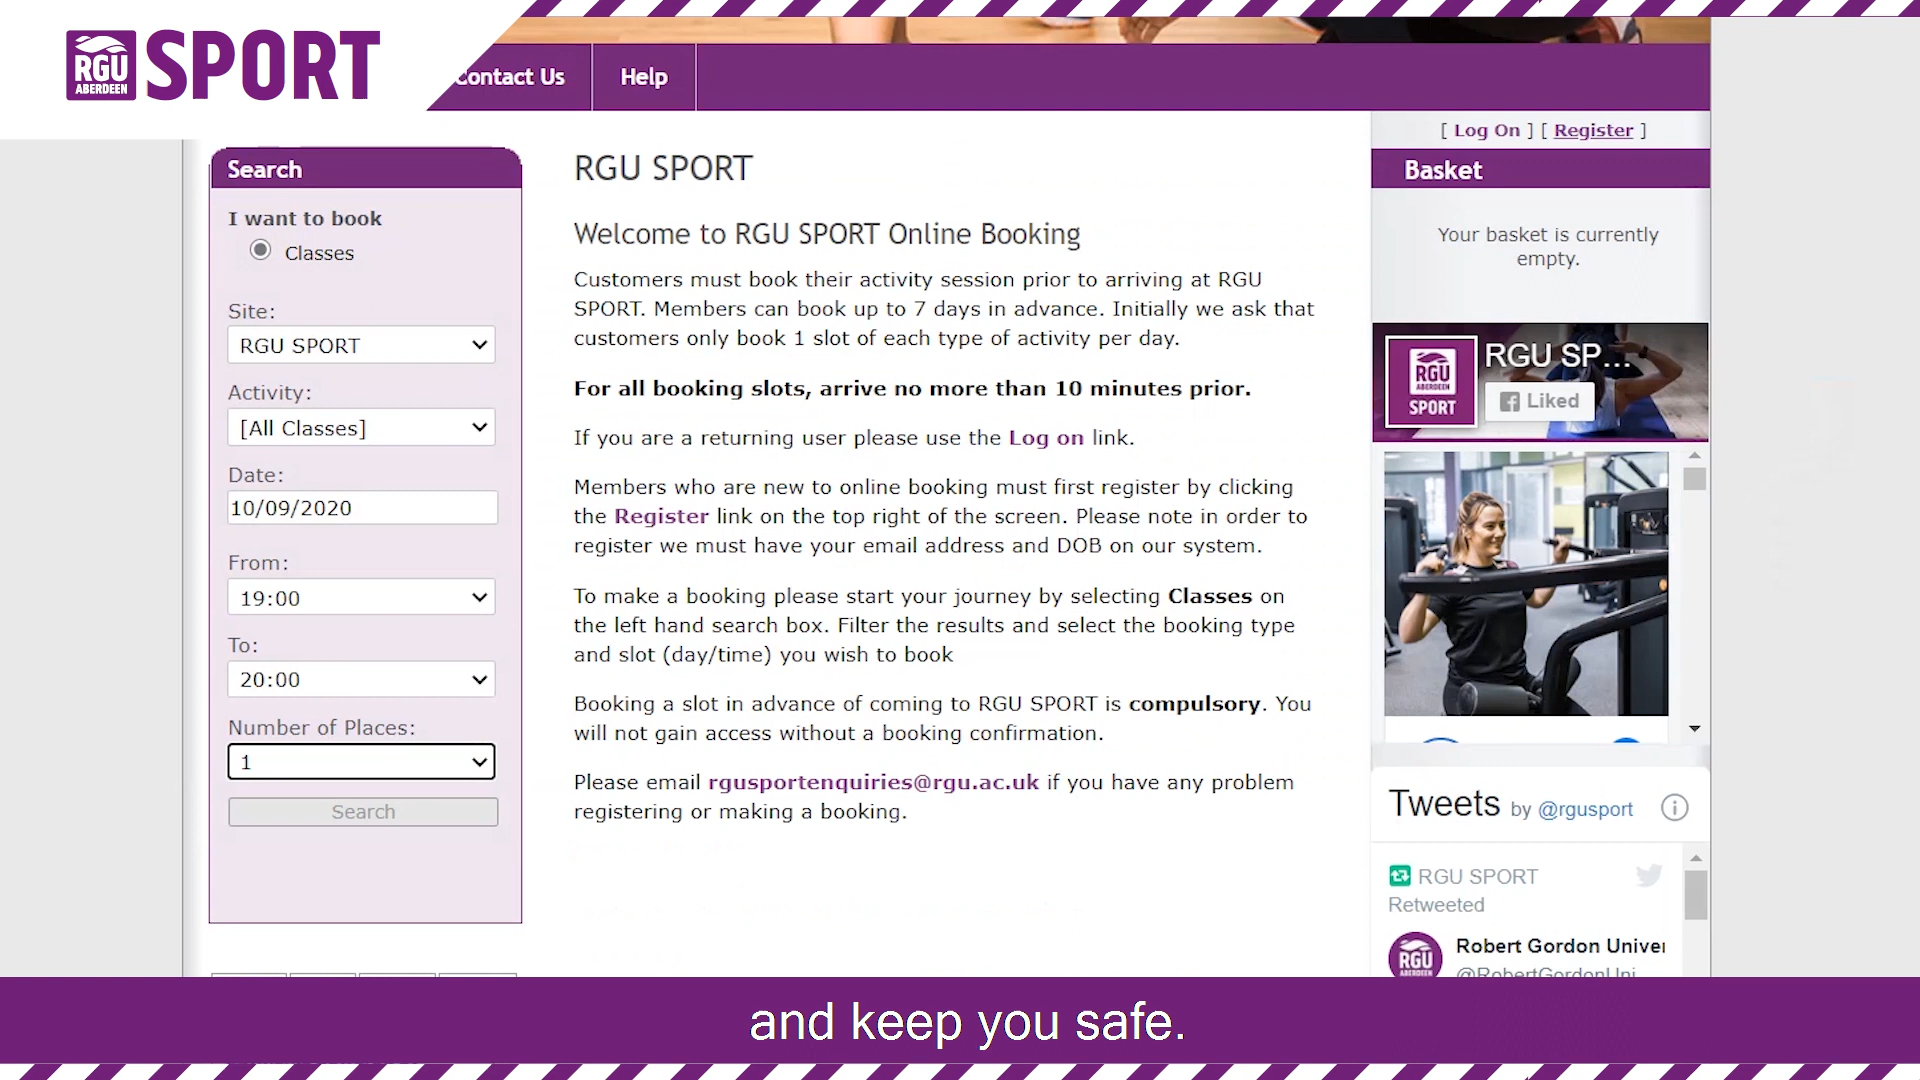 RGU
ABERDEEN
SPORT
Contact Us
Help
[ Log On ] [ Register ]
Search
I want to book
Classes
Site:
RGU SPORT
Activity:
[All Classes]
Date:
10/09/2020
From:
19:00
To:
20:00
Number of Places:
1
Search
RGU SPORT
Welcome to RGU SPORT Online Booking
Customers must book their activity session prior to arriving at RGU
SPORT. Members can book up to 7 days in advance. Initially we ask that
customers only book 1 slot of each type of activity per day.
For all booking slots, arrive no more than 10 minutes prior.
If you are a returning user please use the Log on link.
Members who are new to online booking must first register by clicking
the Register link on the top right of the screen. Please note in order to
register we must have your email address and DOB on our system.
To make a booking please start your journey by selecting Classes on
the left hand search box. Filter the results and select the booking type
and slot (day/time) you wish to book
Booking a slot in advance of coming to RGU SPORT is compulsory. You
will not gain access without a booking confirmation.
Please email rgusportenquiries@rgu.ac.uk if you have any problem
registering or making a booking.
Basket
Your basket is currently
empty.
RGU
ABERDEEN
SPORT
RGU SP...
Liked
Tweets by @rgusport
RGU SPORT
Retweeted
RGU
ABERDEEN
Robert Gordon Univer
@RobertGordonUni
and keep you safe.